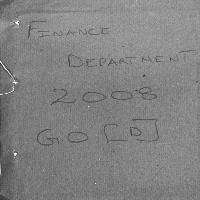 FINANCE
DEPARTMENT
2008
GO [D]